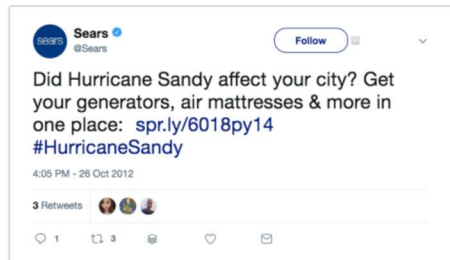 sears
Sears
@Sears
Follow
Did Hurricane Sandy affect your city? Get
your generators, air mattresses & more in
one place: spr.ly/6018py14
#HurricaneSandy
4:05 PM - 26 Oct 2012
3 Retweets
1 3